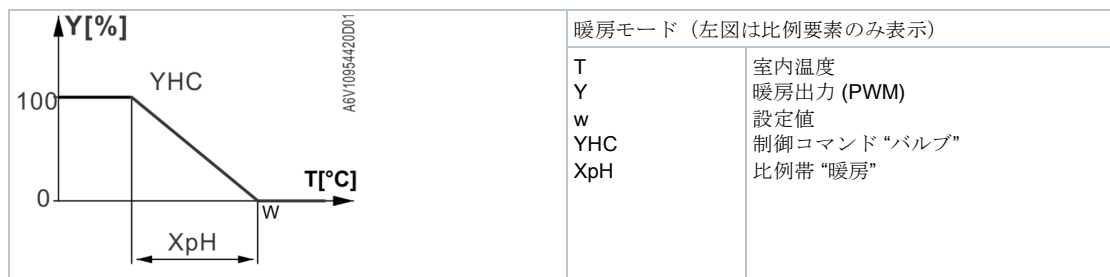 Y[%]
YHC
100
T[°C]
0
w
XpH
A6V10954420D01
暖房モード（左図は比例要素のみ表示）
T 室内温度
Y 暖房出力 (PWM)
w 設定値
YHC 制御コマンド “バルブ”
XpH 比例帯 “暖房”